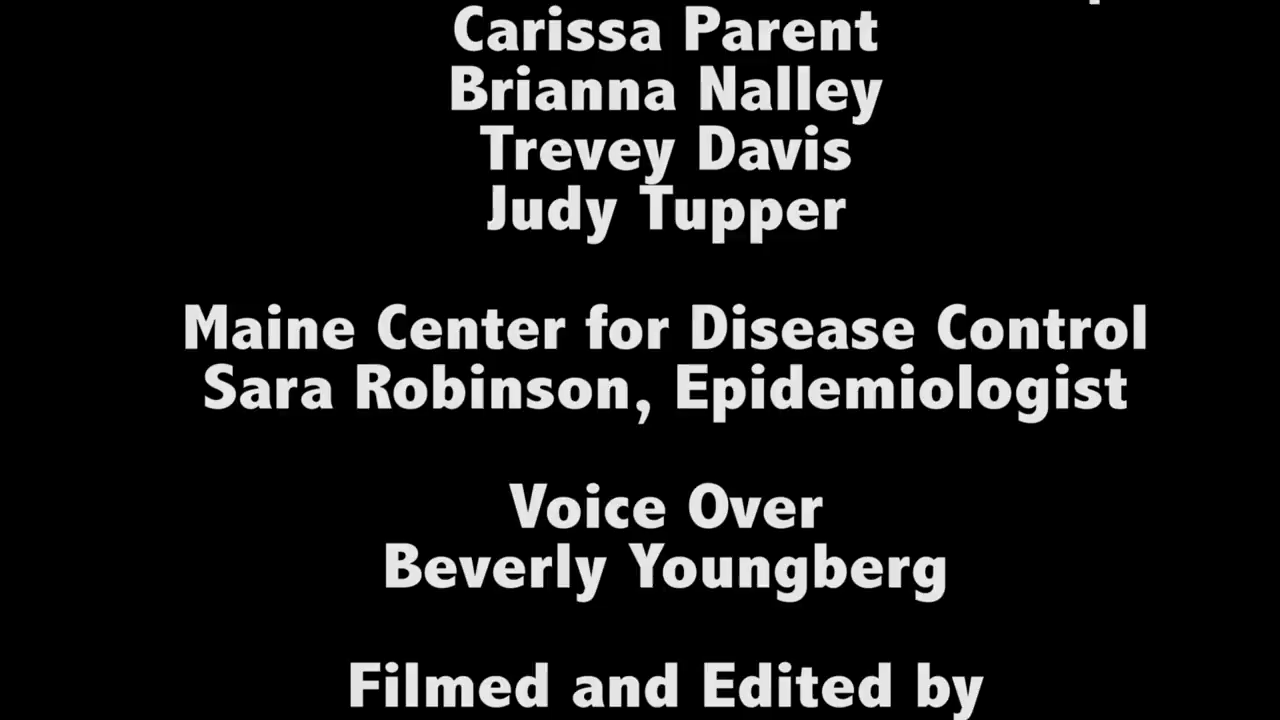 Carissa Parent
Brianna Nalley
Trevey Davis
Judy Tupper
Maine Center for Disease Control
Sara Robinson, Epidemiologist
Voice Over
Beverly Youngberg
Filmed and Edited by